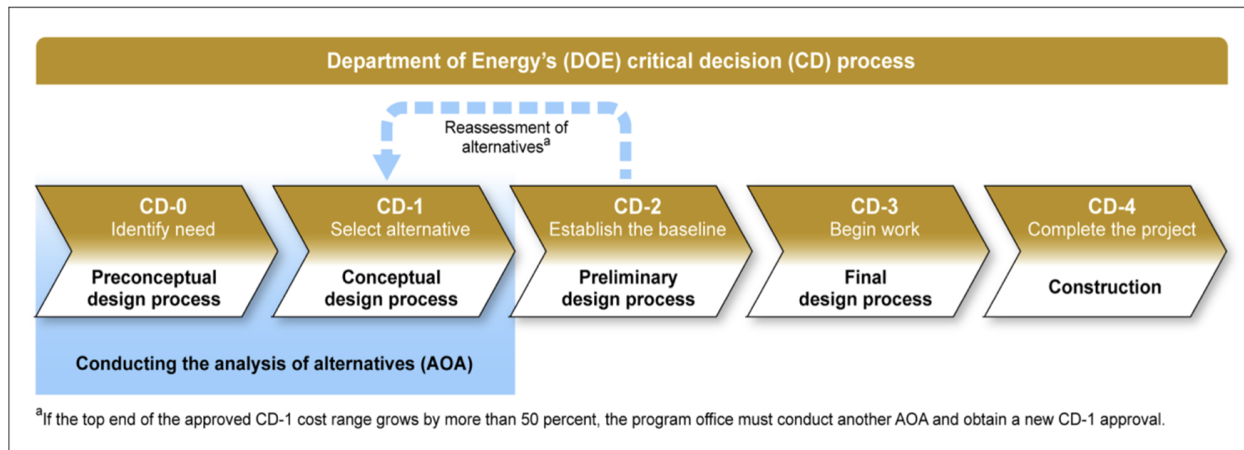 Department of Energy's (DOE) critical decision (CD) process
Reassessment of
alternativesa
CD-0
Identify need
Preconceptual
design process
CD-1
Select alternative
Conceptual
design process
CD-2
Establish the baseline
Preliminary
design process
CD-3
Begin work
Final
design process
CD-4
Complete the project
Construction
Conducting the analysis of alternatives (AOA)
aIf the top end of the approved CD-1 cost range grows by more than 50 percent, the program office must conduct another AOA and obtain a new CD-1 approval.